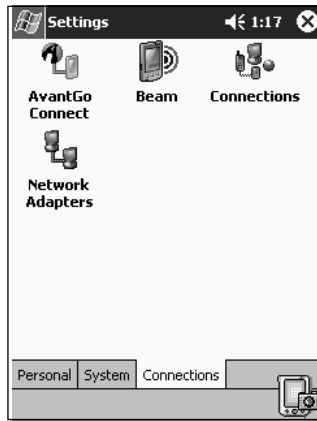 Settings 1:17
AvantGo
Connect
Beam
Connections
Network
Adapters
Personal System Connections